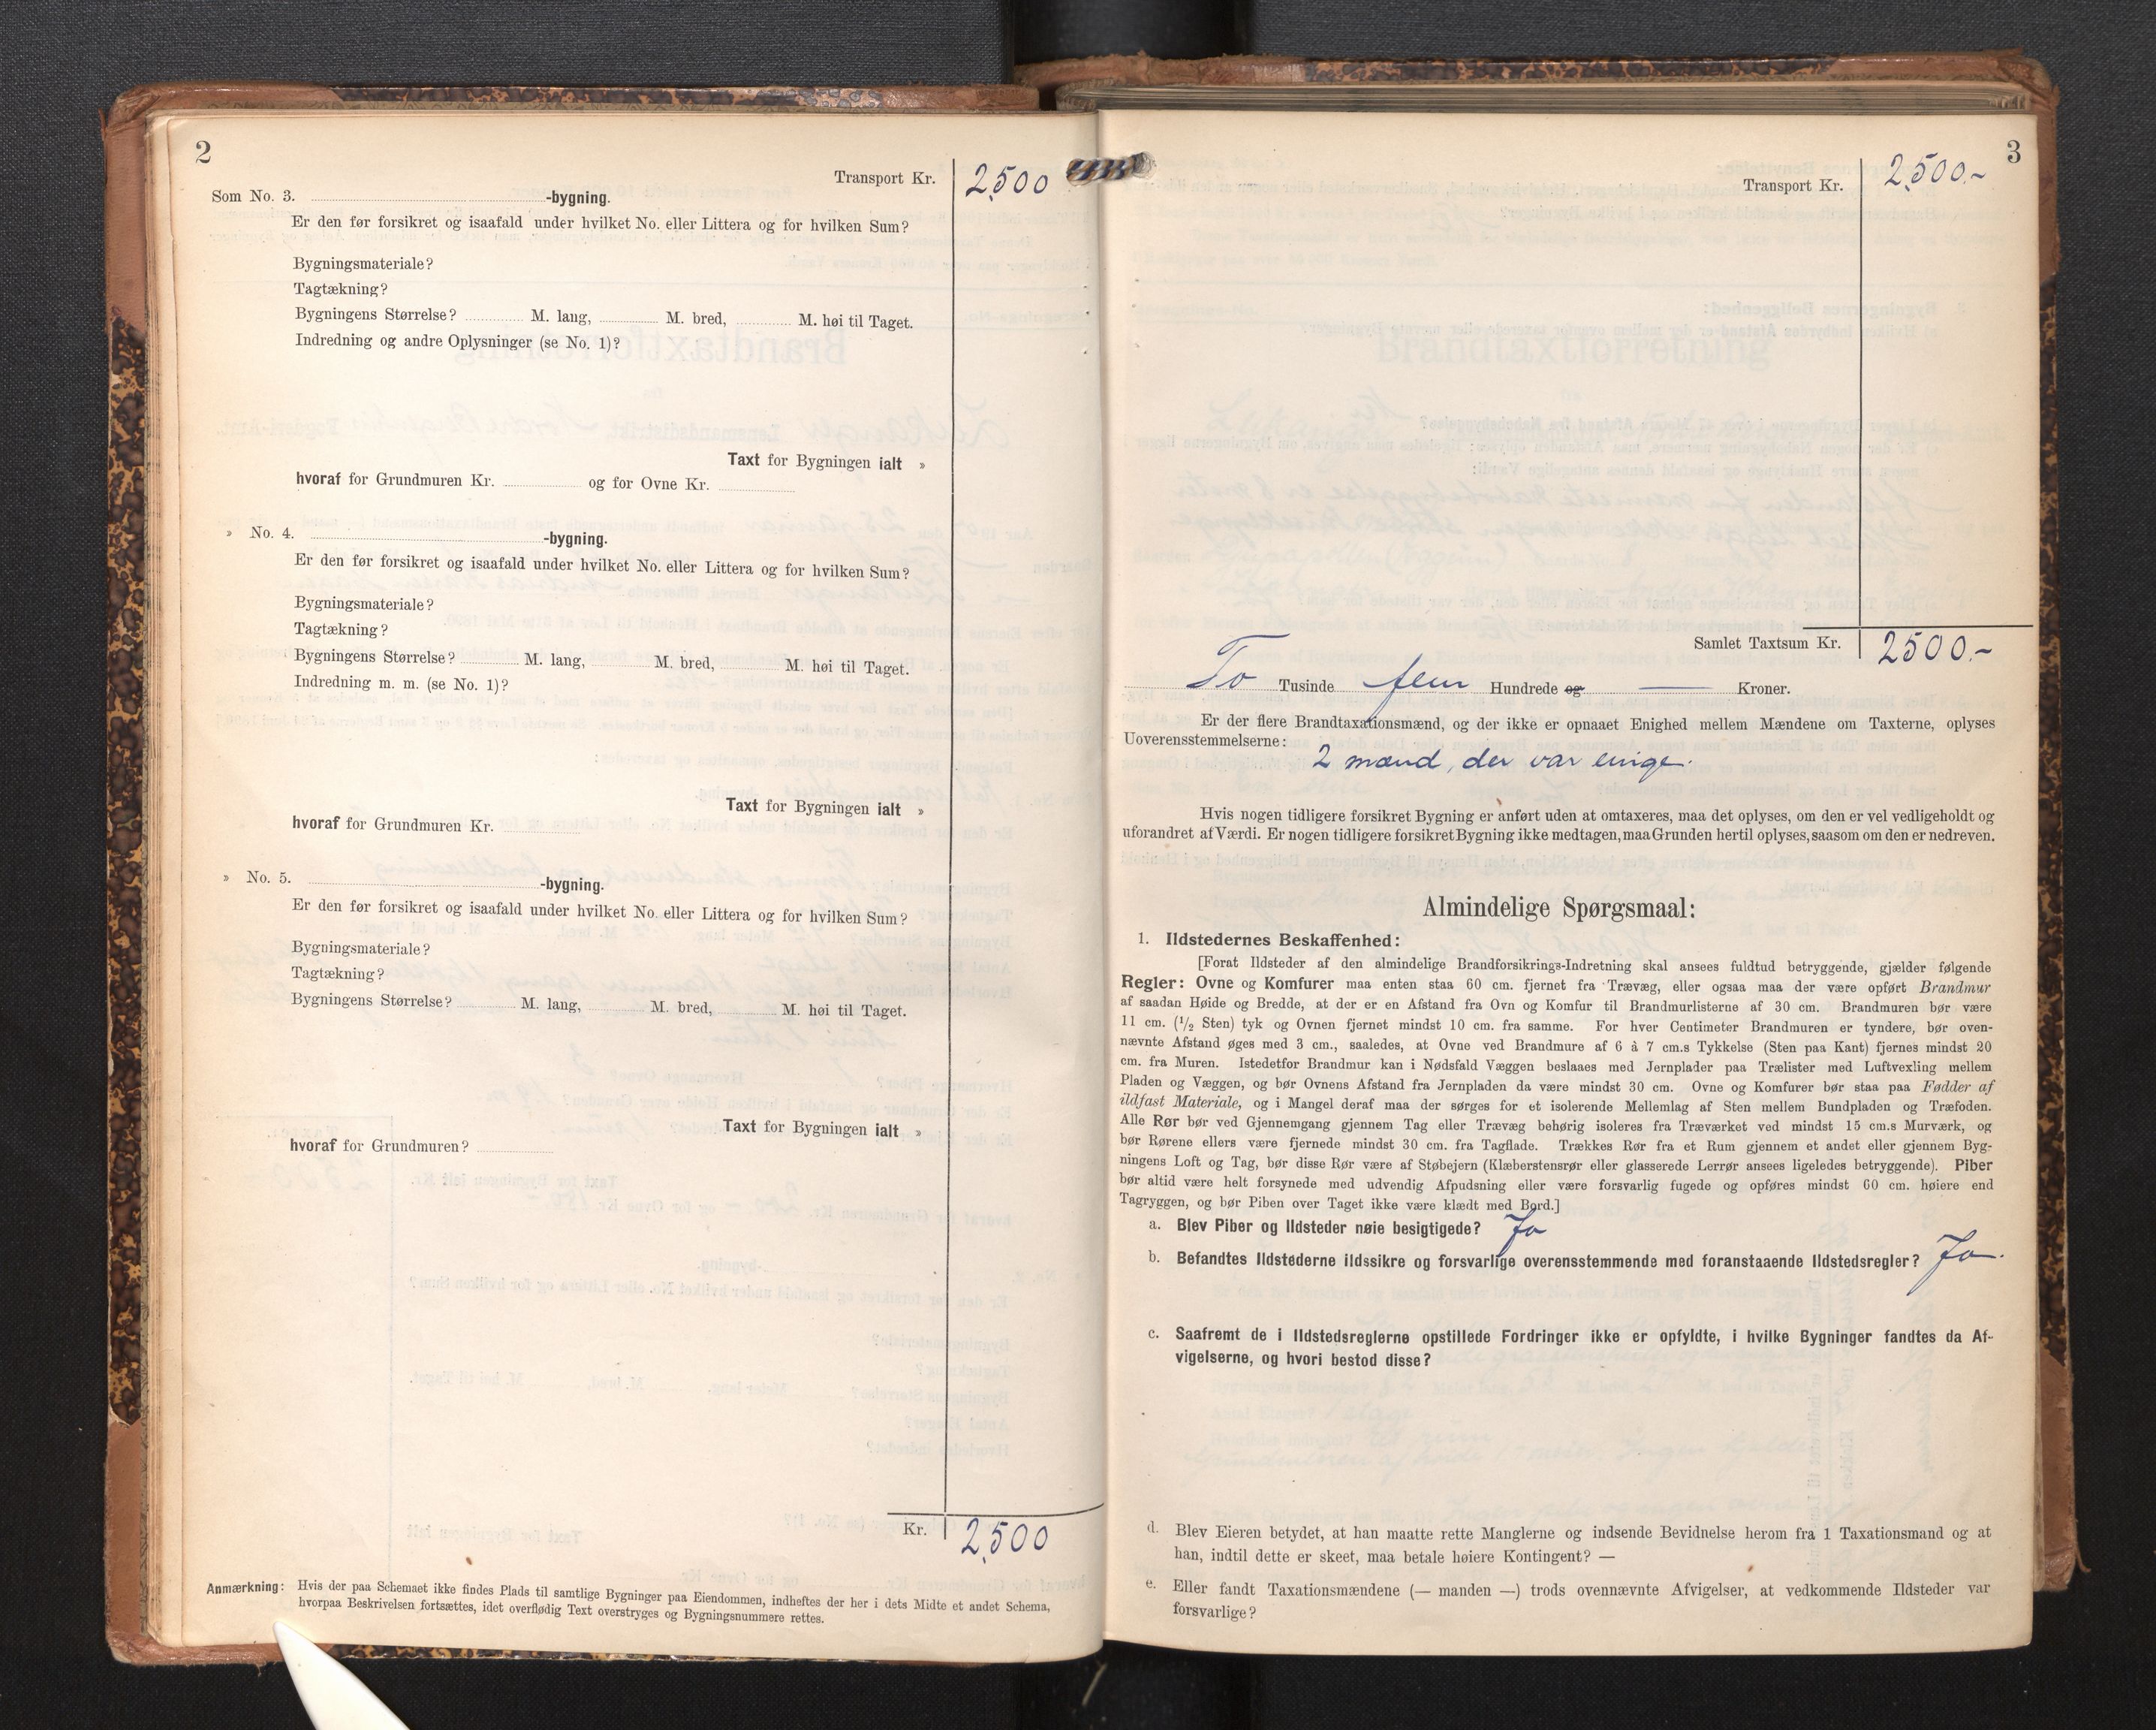 2
Transport Kr. 2500
Som No. 3. -bygning.
Er den før forsikret og isaafald under hvilket No. eller Littera og for hvilken Sum?
Bygningsmateriale?
Tagtækning?
Bygningens Størrelse? M. lang, M. bred, M. høi til Taget.
Indredning og andre Oplysninger (se No. 1)?
Taxt for Bygningen ialt »
hvoraf for Grundmuren Kr. og for Ovne Kr.
» No. 4. -bygning.
Er den før forsikret og isaafald under hvilket No. eller Littera og for hvilken Sum?
Bygningsmateriale?
Tagtækning?
Bygningens Størrelse? M. lang, M. bred, M. høi til Taget.
Indredning m. m. (se No. 1)?
Taxt for Bygningen ialt »
hvoraf for Grundmuren Kr.
» No. 5. -bygning.
Er den før forsikret og isaafald under hvilket No. eller Littera og for hvilken Sum?
Bygningsmateriale?
Tagtækning?
Bygningens Størrelse? M. lang, M. bred, M. høi til Taget.
Taxt for Bygningen ialt »
hvoraf for Grundmuren?
Kr. 2500
Anmærkning: Hvis der paa Schemaet ikke findes Plads til samtlige Bygninger paa Eiendommen, indheftes der her i dets Midte et andet Schema,
hvorpaa Beskrivelsen fortsættes, idet overflødig Text overstryges og Bygningsnummere rettes.
3
Transport Kr. 2500.-
Samlet Taxtsum Kr. 2500.-
To Tusinde fem Hundrede og — Kroner.
Er der flere Brandtaxationsmænd, og der ikke er opnaaet Enighed mellem Mændene om Taxterne, oplyses
Uoverensstemmelserne:
2 mænd, der var enige.
Hvis nogen tidligere forsikret Bygning er anført uden at omtaxeres, maa det oplyses, om den er vel vedligeholdt og
uforandret af Værdi. Er nogen tidligere forsikret Bygning ikke medtagen, maa Grunden hertil oplyses, saasom om den er nedreven.
Almindelige Spørgsmaal:
1. Ildstedernes Beskaffenhed:
[Forat Ildsteder af den almindelige Brandforsikrings-Indretning skal ansees fuldtud betryggende, gjælder følgende
Regler: Ovne og Komfurer maa enten staa 60 cm. fjernet fra Trævæg, eller ogsaa maa der være opført Brandmur
af saadan Høide og Bredde, at der er en Afstand fra Ovn og Komfur til Brandmurlisterne af 30 cm. Brandmuren bør være
11 cm. (1/2 Sten) tyk og Ovnen fjernet mindst 10 cm. fra samme. For hver Centimeter Brandmuren er tyndere, bør oven-
nævnte Afstand øges med 3 cm., saaledes, at Ovne ved Brandmure af 6 à 7 cm.s Tykkelse (Sten paa Kant) fjernes mindst 20
cm. fra Muren. Istedetfor Brandmur kan i Nødsfald Væggen beslaaes med Jernplader paa Trælister med Luftvexling mellem
Pladen og Væggen, og bør Ovnens Afstand fra Jernpladen da være mindst 30 cm. Ovne og Komfurer bør staa paa Fødder af
ildfast Materiale, og i Mangel deraf maa der sørges for et isolerende Mellemlag af Sten mellem Bundpladen og Træfoden.
Alle Rør bør ved Gjennemgang gjennem Tag eller Trævæg behørig isoleres fra Træværket ved mindst 15 cm.s Murværk, og
bør Rørene ellers være fjernede mindst 30 cm. fra Tagflade. Trækkes Rør fra et Rum gjennem et andet eller gjennem Byg-
ningens Loft og Tag, bør disse Rør være af Støbejern (Klæberstensrør eller glasserede Lerrør ansees ligeledes betryggende). Piber
bør altid være helt forsynede med udvendig Afpudsning eller være forsvarlig fugede og opføres mindst 60 cm. høiere end
Tagryggen, og bør Piben over Taget ikke være klædt med Bord.]
a. Blev Piber og Ildsteder nøie besigtigede? Ja
b. Befandtes Ildstederne ildssikre og forsvarlige overensstemmende med foranstaaende Ildstedsregler? Ja.
c. Saafremt de i Ildstedsreglerne opstillede Fordringer ikke er opfyldte, i hvilke Bygninger fandtes da Af-
vigelserne, og hvori bestod disse?
d. Blev Eieren betydet, at han maatte rette Manglerne og indsende Bevidnelse herom fra 1 Taxationsmand og at
han, indtil dette er skeet, maa betale høiere Kontingent? —
e. Eller fandt Taxationsmændene (— manden —) trods ovennævnte Afvigelser, at vedkommende Ildsteder var
forsvarlige?